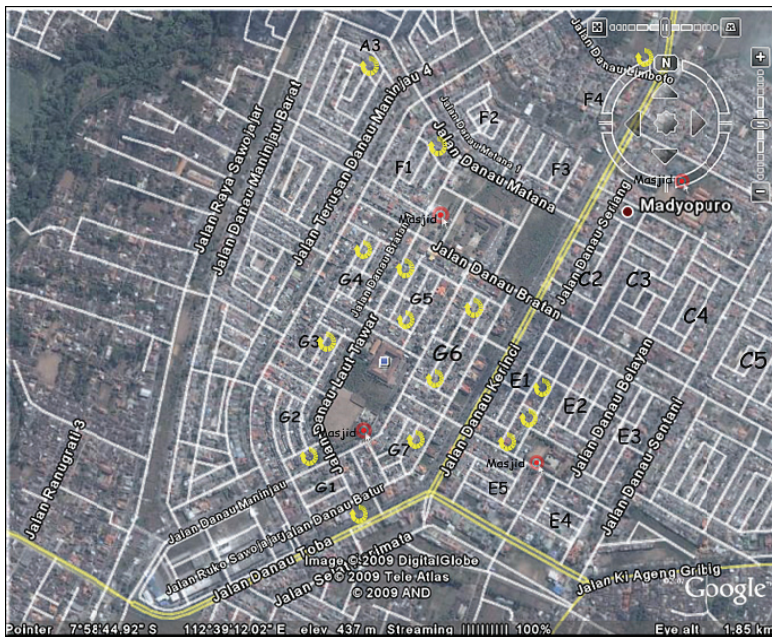 A3
Jalan Danau Limboto
N
F2
F4
Jalan Danau Matana 1
F1
Jalan Danau Matana
F3
Masjid
Madyopuro
Masjid
Jalan Raya Sawojajar
Jalan Danau Maninjau Barat
Jalan Terusan Danau Maninjau 4
Jalan Danau Bratan
Jalan Danau Bratan
Jalan Danau Sentang
C2
C3
G4
G5
C4
G3
G6
C5
Jalan Danau Laut Tawar
Jalan Danau Kerinci
E1
E2
Jalan Danau Belayan
G2
Masjid
G7
E3
Jalan Danau Sentani
Masjid
Jalan Ranugrati 3
G1
E5
Jalan Danau Maninjau
E4
Jalan Ruko Sawojajar
Jalan Danau Batur
Jalan Danau Toba
Image © 2009 DigitalGlobe
© 2009 Tele Atlas
© 2009 AND
Jalan Ki Ageng Gribig
Google
Pointer 7°58'44.92" S 112°39'12.02" E elev 437 m Streaming |||||||||| 100% Eye alt 1.85 km